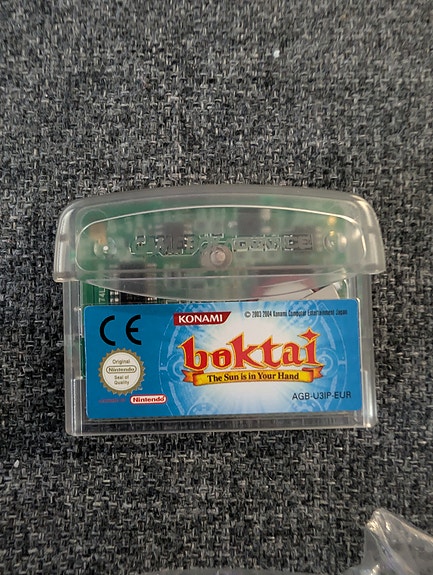 CE
KONAMI
© 2003 2004 Konami Computer Entertainment Japan
boktai
The Sun is in Your Hand
Original
Nintendo
Seal of
Quality
Nintendo
AGB-U3IP-EUR